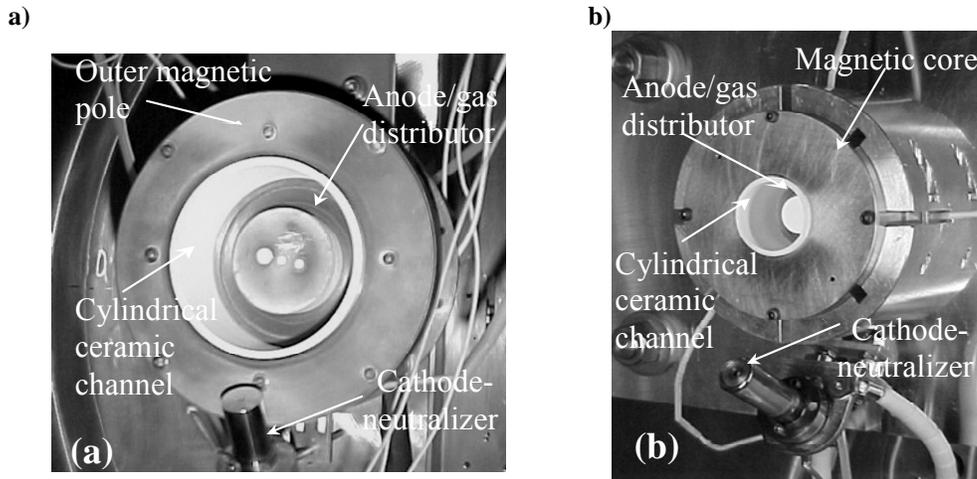 a)
Outer magnetic
pole
Anode/gas
distributor
Cylindrical
ceramic
channel
Cathode-
neutralizer
(a)
b)
Magnetic core
Anode/gas
distributor
Cylindrical
ceramic
channel
Cathode-
neutralizer
(b)